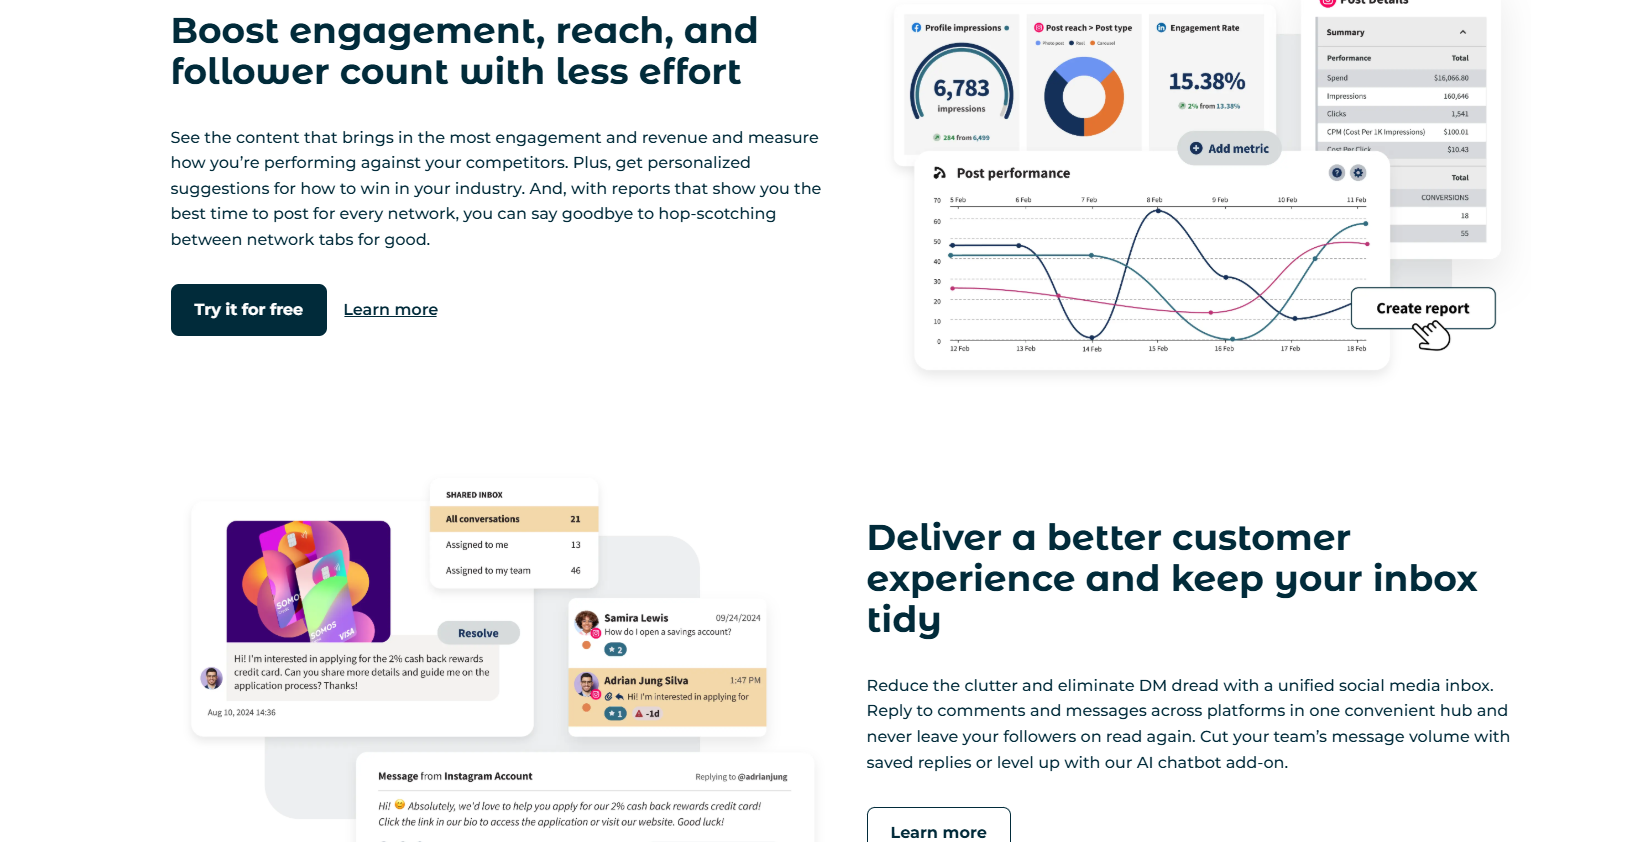 Boost engagement, reach, and
follower count with less effort
See the content that brings in the most engagement and revenue and measure
how you’re performing against your competitors. Plus, get personalized
suggestions for how to win in your industry. And, with reports that show you the
best time to post for every network, you can say goodbye to hop-scotching
between network tabs for good.
Try it for free Learn more
Profile impressions
6,783
impressions
284 from 6,499
Post reach > Post type
Photo post Reel Carousel
Engagement Rate
15.38%
2% from 13.38%
Add metric
Post Details
Summary
Performance Total
Spend $16,066.80
Impressions 160,646
Clicks 1,541
CPM (Cost Per 1K Impressions) $100.01
Cost Per Click $10.43
Total
CONVERSIONS
18
55
Post performance
70 5 Feb 6 Feb 7 Feb 8 Feb 9 Feb 10 Feb 11 Feb
60
50
40
30
20
10
0
12 Feb 13 Feb 14 Feb 15 Feb 16 Feb 17 Feb 18 Feb
Create report
SHARED INBOX
All conversations 21
Assigned to me 13
Assigned to my team 46
SOMOS
SOMOS
VISA
Resolve
Hi! I'm interested in applying for the 2% cash back rewards
credit card. Can you share more details and guide me on the
application process? Thanks!
Aug 10, 2024 14:36
Samira Lewis 09/24/2024
How do I open a savings account?
2
Adrian Jung Silva 1:47 PM
Hi! I'm interested in applying for
1 -1d
Message from Instagram Account Replying to @adrianjung
Hi! 😊 Absolutely, we'd love to help you apply for our 2% cash back rewards credit card!
Click the link in our bio to access the application or visit our website. Good luck!
Deliver a better customer
experience and keep your inbox
tidy
Reduce the clutter and eliminate DM dread with a unified social media inbox.
Reply to comments and messages across platforms in one convenient hub and
never leave your followers on read again. Cut your team’s message volume with
saved replies or level up with our AI chatbot add-on.
Learn more